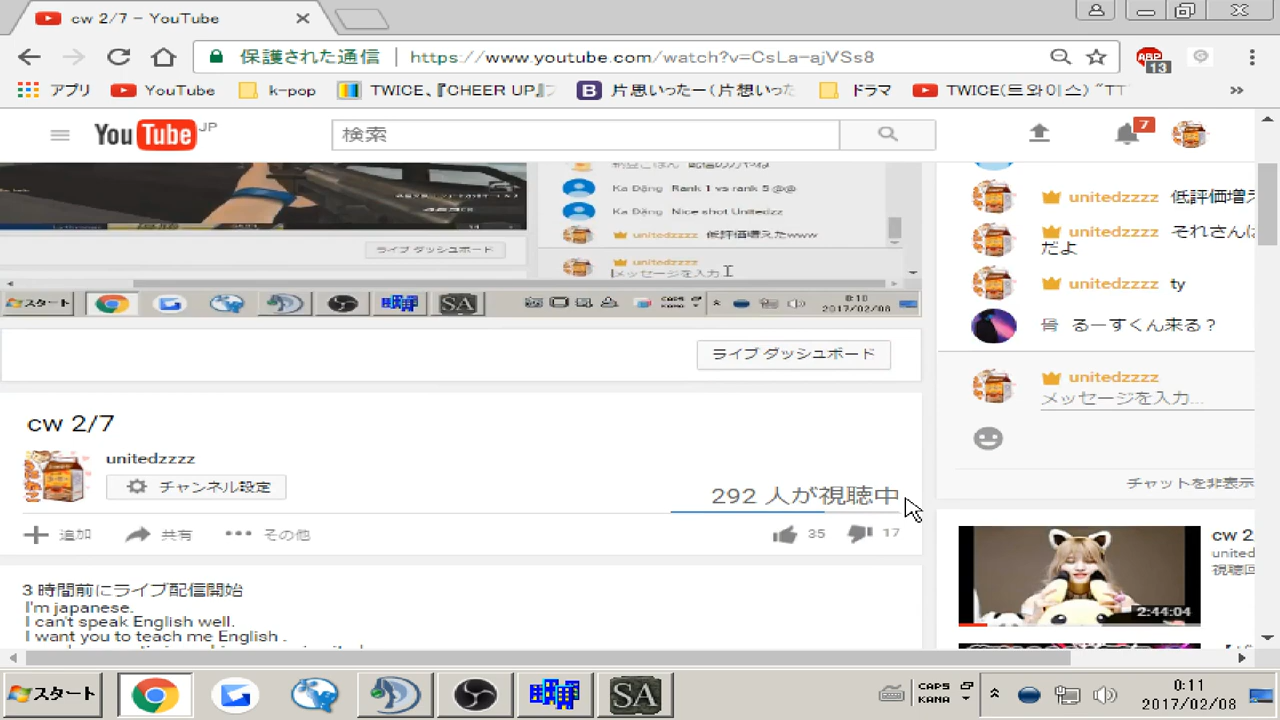 cw 2/7 – YouTube
保護された通信 | https://www.youtube.com/watch?v=CsLa-ajVSs8
13
アプリ YouTube k-pop TWICE、『CHEER UP』 片思いったー(片想いった ドラマ TWICE(트와이스) "TT
YouTube JP 検索 7
unitedzzzz 低評価増え
unitedzzzz それさんは
だよ
unitedzzzz ty
るーすくん来る？
unitedzzzz
メッセージを入力...
チャットを非表示
Ka Đặng Rank 1 vs rank 5 @@
Ka Đặng Nice shot Unitedzz
unitedzzzz 低評価増えたwww
ライブ ダッシュボード
unitedzzzz
メッセージを入力
スタート SA CAPS KANA 0:10
2017/02/08
ライブ ダッシュボード
cw 2/7
unitedzzzz
チャンネル設定
292 人が視聴中
追加 共有 その他 35 17
3 時間前にライブ配信開始
I'm japanese.
I can't speak English well.
I want you to teach me English .
cw 2
united
視聴回
2:44:04
スタート SA CAPS KANA 0:11
2017/02/08